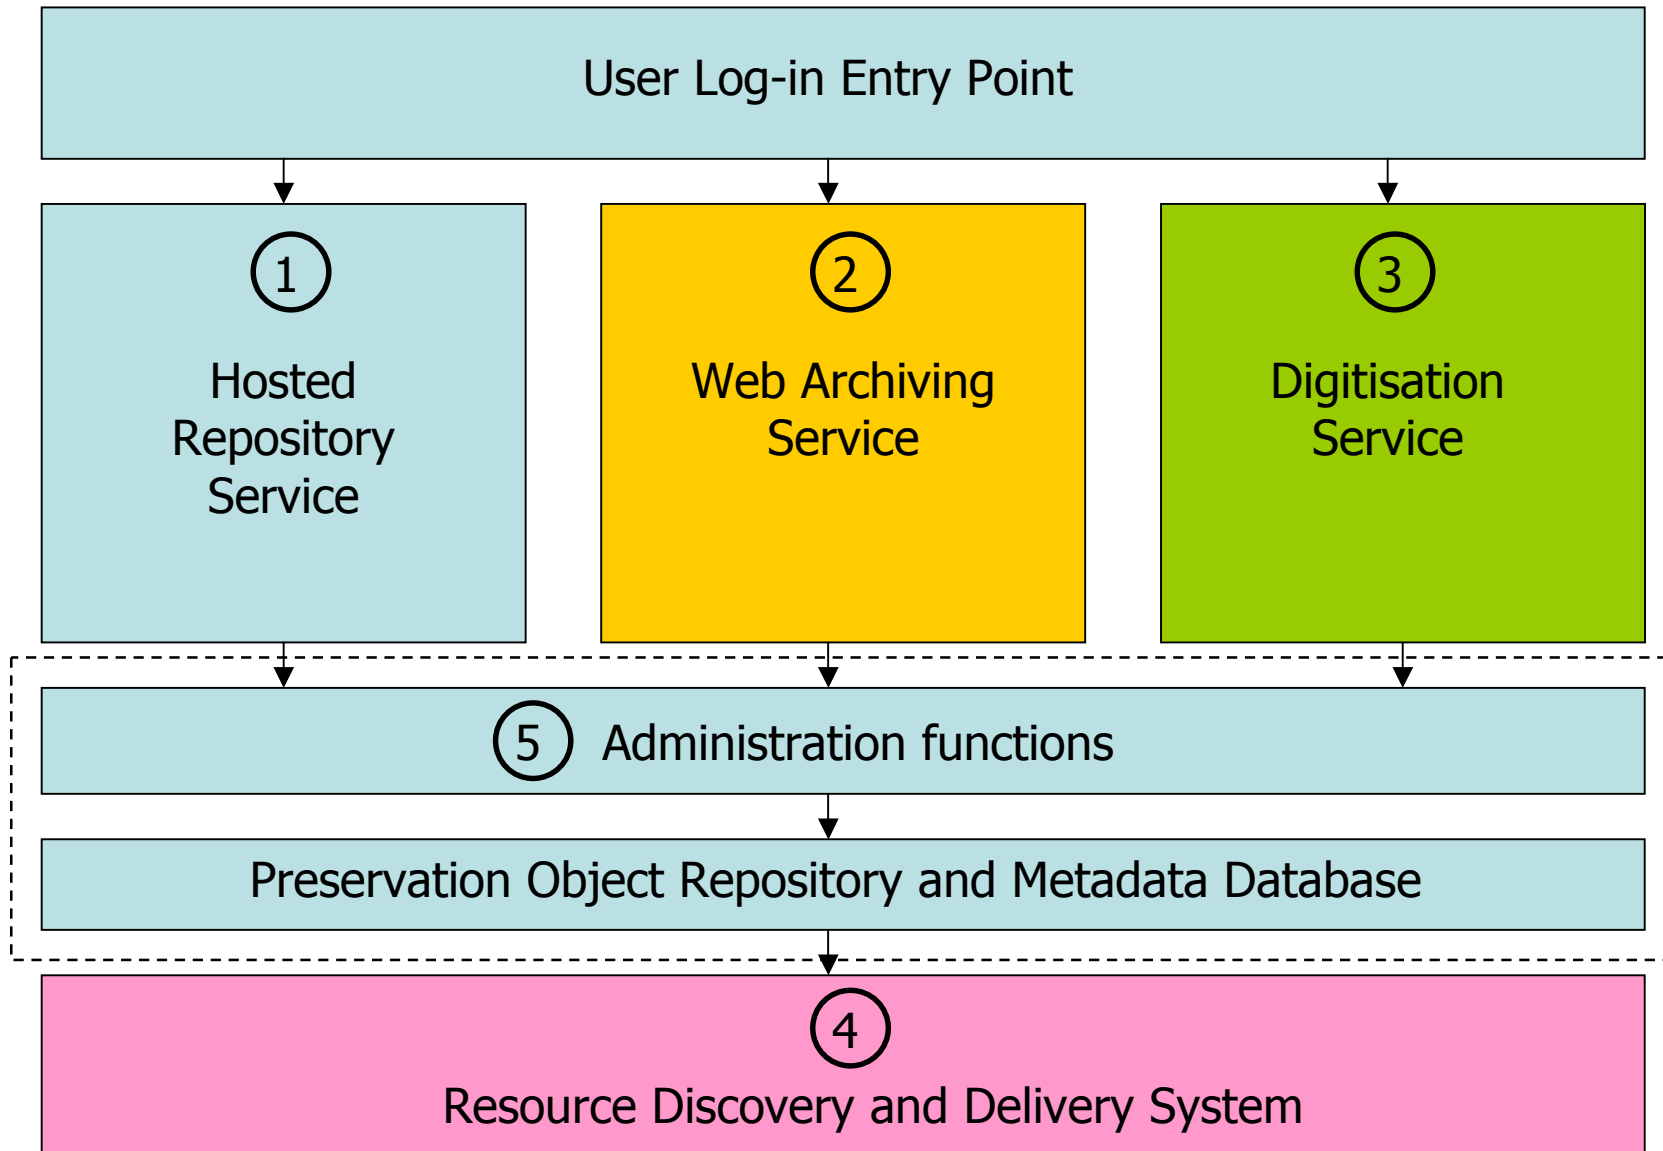 User Log-in Entry Point
1
Hosted
Repository
Service
2
Web Archiving
Service
3
Digitisation
Service
5 Administration functions
Preservation Object Repository and Metadata Database
4
Resource Discovery and Delivery System